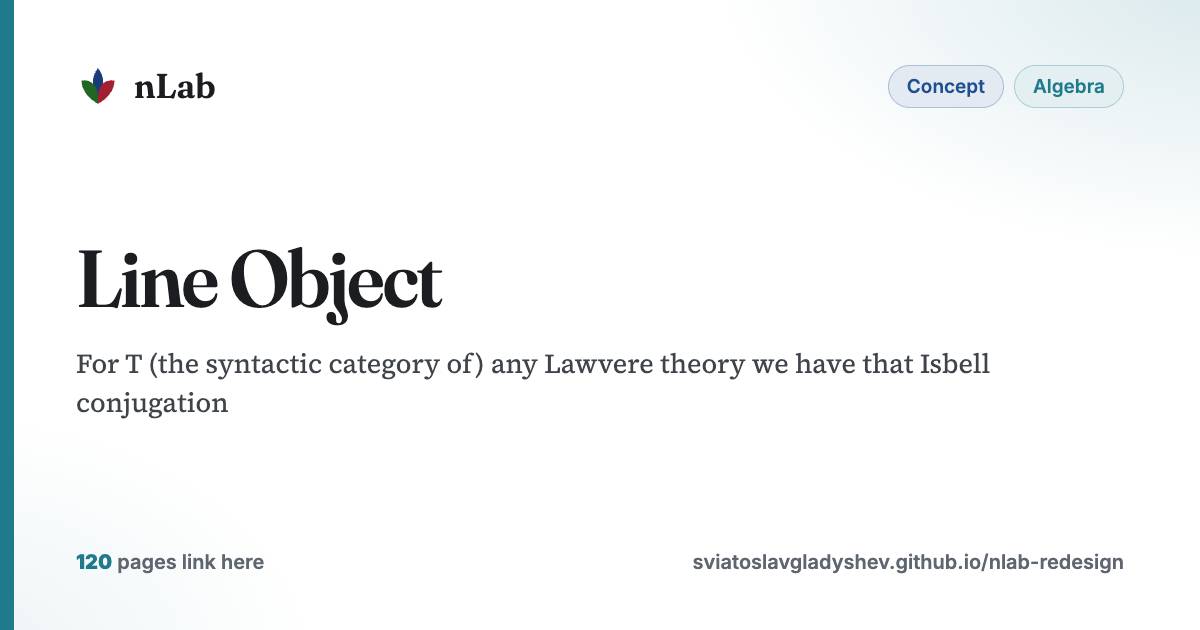 nLab
Concept
Algebra
Line Object
For T (the syntactic category of) any Lawvere theory we have that Isbell
conjugation
120 pages link here
sviatoslavgladyshev.github.io/nlab-redesign